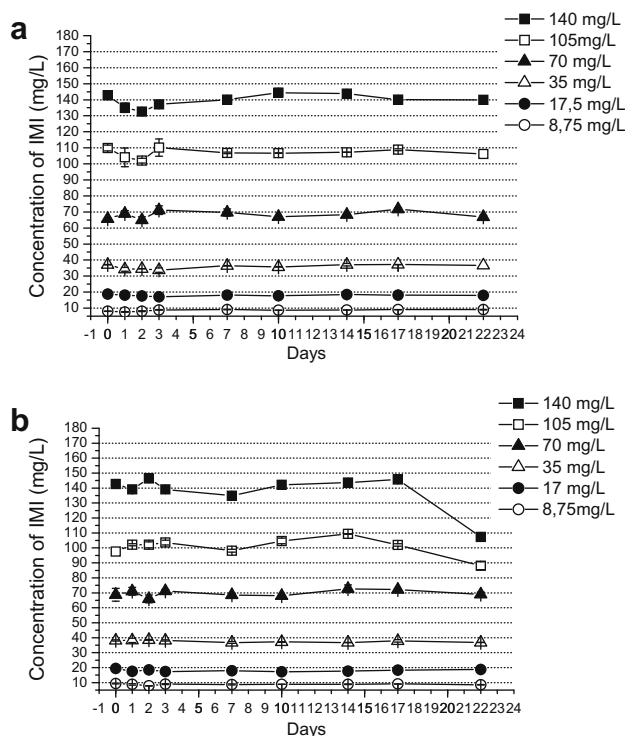 a
140 mg/L
105mg/L
70 mg/L
35 mg/L
17,5 mg/L
8,75 mg/L
Concentration of IMI (mg/L)
180
170
160
150
140
130
120
110
100
90
80
70
60
50
40
30
20
10
-1 0 1 2 3 4 5 6 7 8 9 10 11 12 13 14 15 16 17 18 19 20 21 22 23 24
Days
b
140 mg/L
105 mg/L
70 mg/L
35 mg/L
17 mg/L
8,75mg/L
Concentration of IMI (mg/L)
180
170
160
150
140
130
120
110
100
90
80
70
60
50
40
30
20
10
-1 0 1 2 3 4 5 6 7 8 9 10 11 12 13 14 15 16 17 18 19 20 21 22 23 24
Days